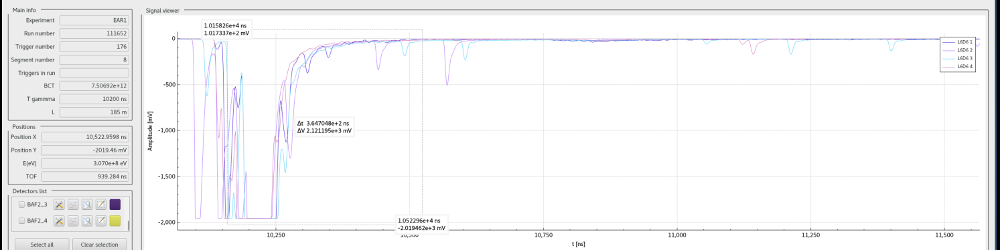 Main info
Experiment EAR1
Run number 111652
Trigger number 176
Segment number 8
Triggers in run
BCT 7.50692e+12
T gammma 10200 ns
L 185 m
Positions
Position X 10,522.9598 ns
Position Y -2019.46 mV
E(eV) 3.070e+8 eV
TOF 939.284 ns
Detectors list
BAF2_3
BAF2_4
Select all Clear selection
Signal viewer
1.015826e+4 ns
1.017337e+2 mV
L6D6 1
L6D6 2
L6D6 3
L6D6 4
Δt 3.647048e+2 ns
ΔV 2.121195e+3 mV
1.052296e+4 ns
-2.019462e+3 mV
Amplitude [mV]
0
-500
-1,000
-1,500
-2,000
10,250 10,500 10,750 11,000 11,250 11,500
t [ns]